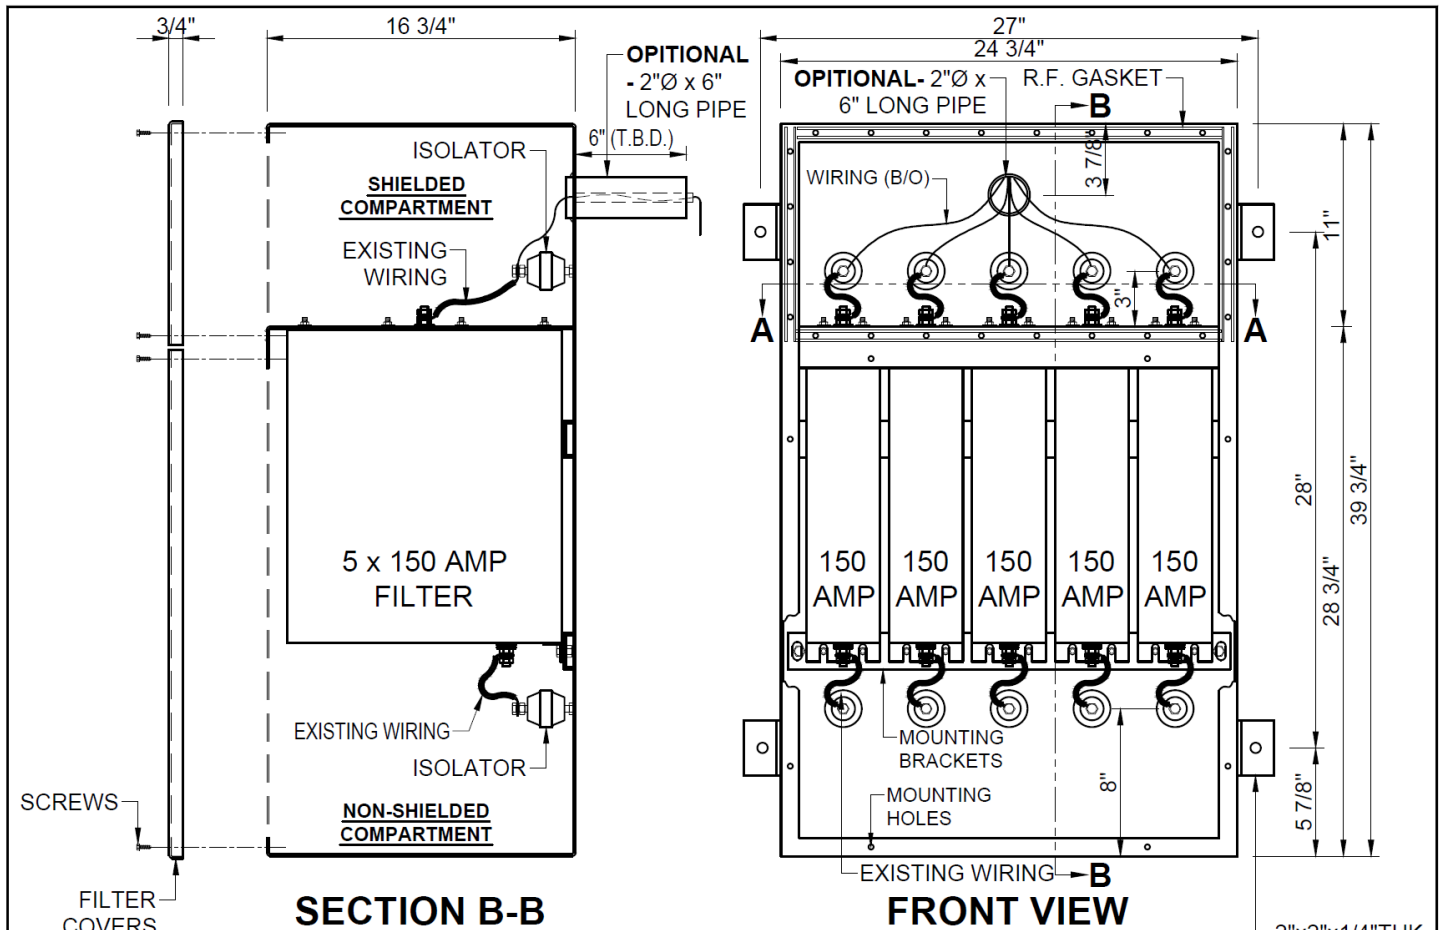 3/4"
16 3/4"
27"
24 3/4"
OPITIONAL
- 2"Ø x 6"
LONG PIPE
6" (T.B.D.)
OPITIONAL- 2"Ø x
6" LONG PIPE
R.F. GASKET
B
ISOLATOR
SHIELDED
COMPARTMENT
EXISTING
WIRING
WIRING (B/O)
3 7/8"
11"
3"
A
A
28"
39 3/4"
28 3/4"
5 x 150 AMP
FILTER
150
AMP
150
AMP
150
AMP
150
AMP
150
AMP
EXISTING WIRING
ISOLATOR
MOUNTING
BRACKETS
8"
5 7/8"
SCREWS
NON-SHIELDED
COMPARTMENT
MOUNTING
HOLES
EXISTING WIRING
B
FILTER
COVERS
SECTION B-B
FRONT VIEW